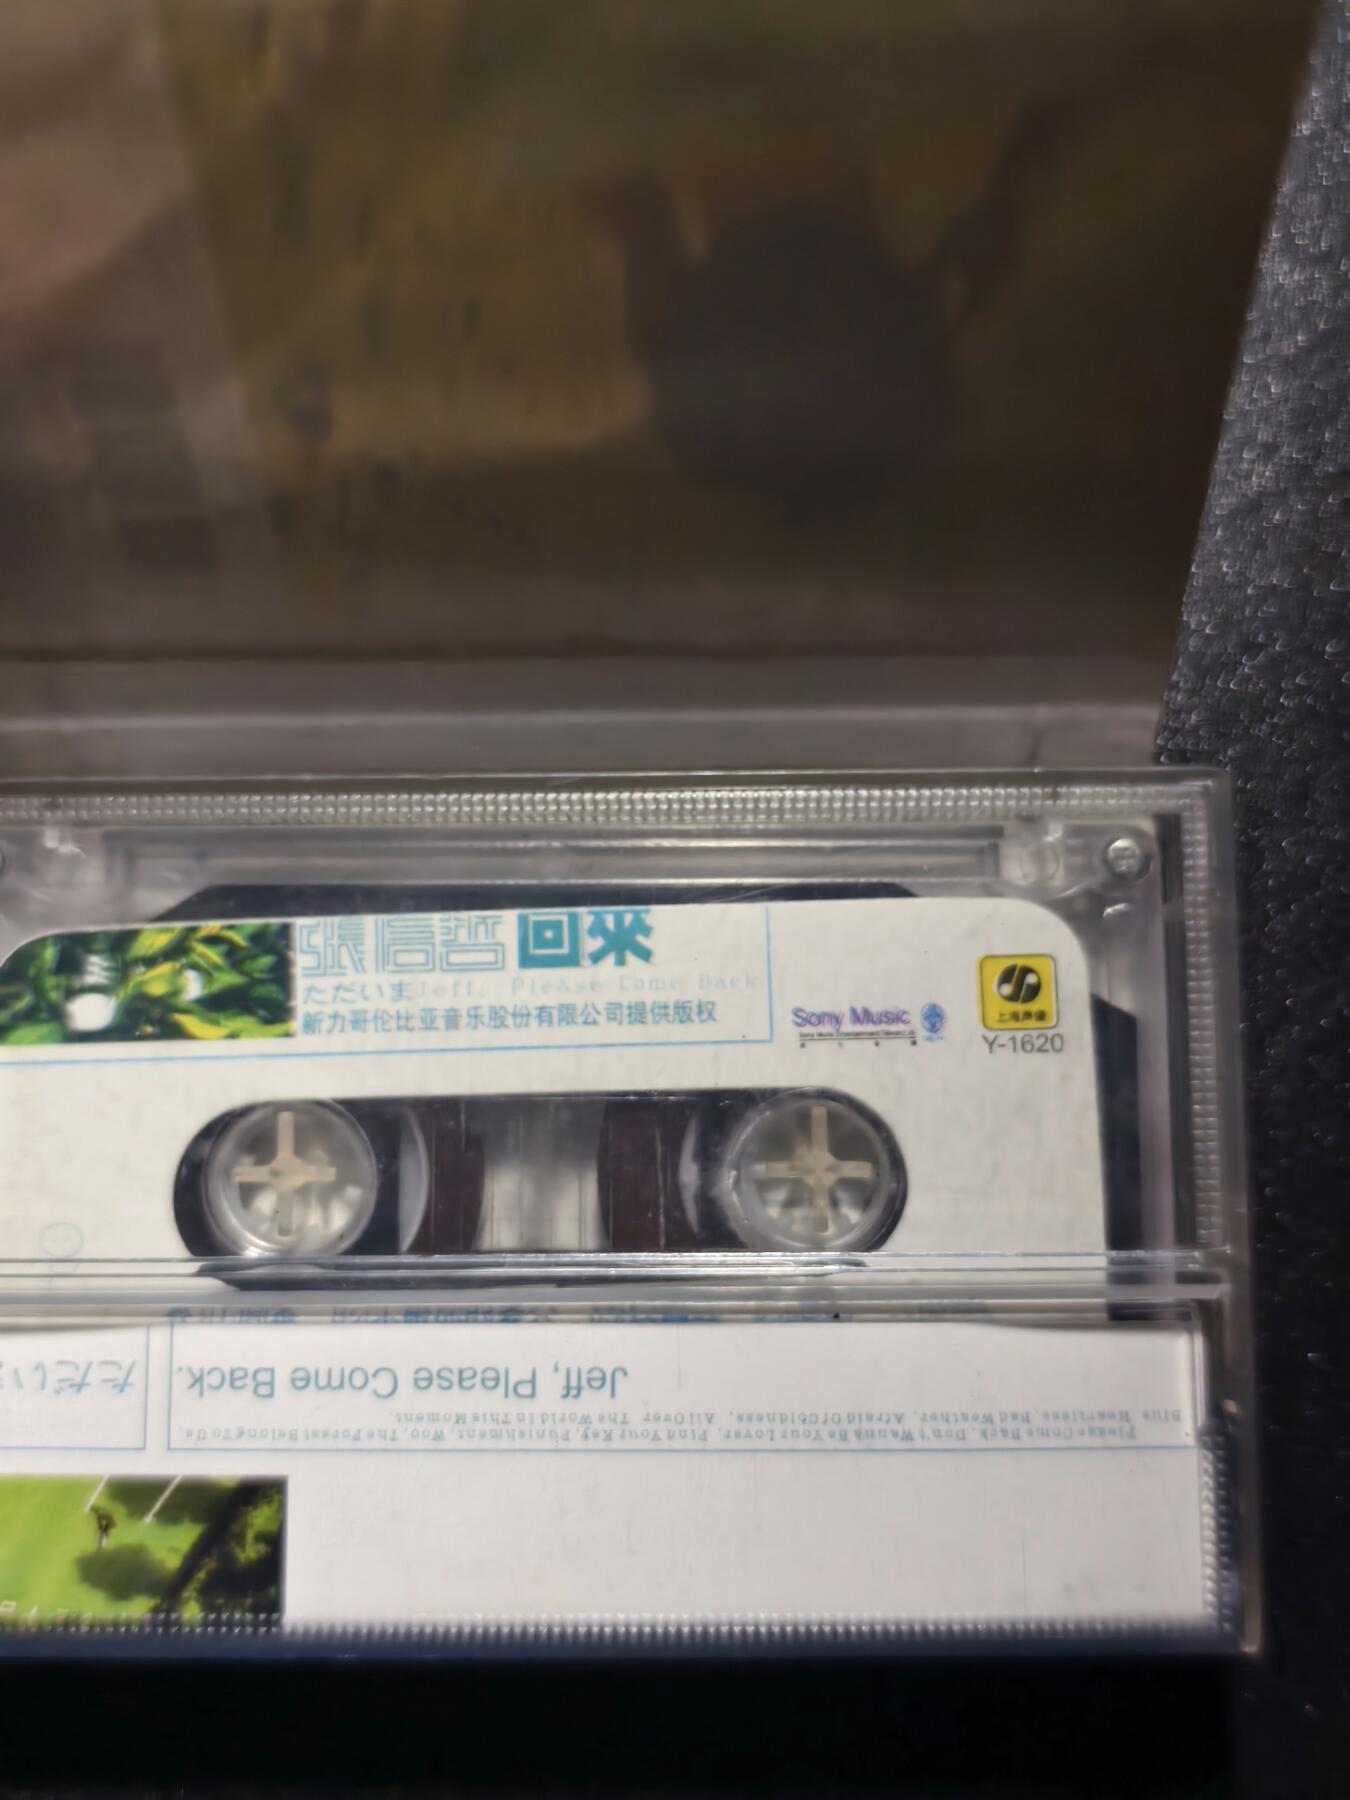 張信哲 回來
ただいま Jeff, Please Come Back
新力哥伦比亚音乐股份有限公司提供版权
Sony Music
上海声像
Y-1620
ただい
Jeff, Please Come Back.
Please Come Back, Don't Wanna Be Your Lover, Find Your Key, Punishment, Woo, The Forest Belong To Us,
Blue Heartless, Bad Weather, Afraid Of Coldness, All Over The World In This Moment.